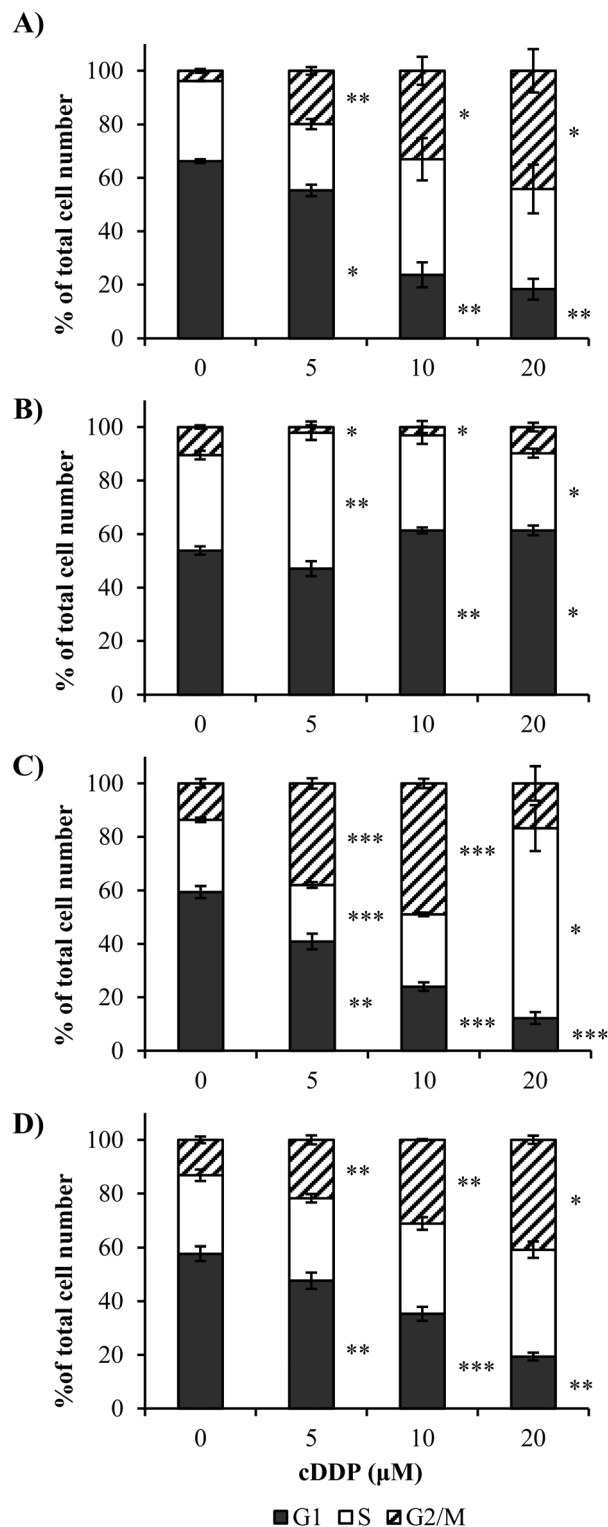 A)
% of total cell number
100
80
60
40
20
0
** * *
* ** **
0 5 10 20
B)
% of total cell number
100
80
60
40
20
0
* *
** *
** *
0 5 10 20
C)
% of total cell number
100
80
60
40
20
0
*** ***
*** *
** *** ***
0 5 10 20
D)
%of total cell number
100
80
60
40
20
0
** ** *
** *** **
0 5 10 20
cDDP (µM)
G1 S G2/M